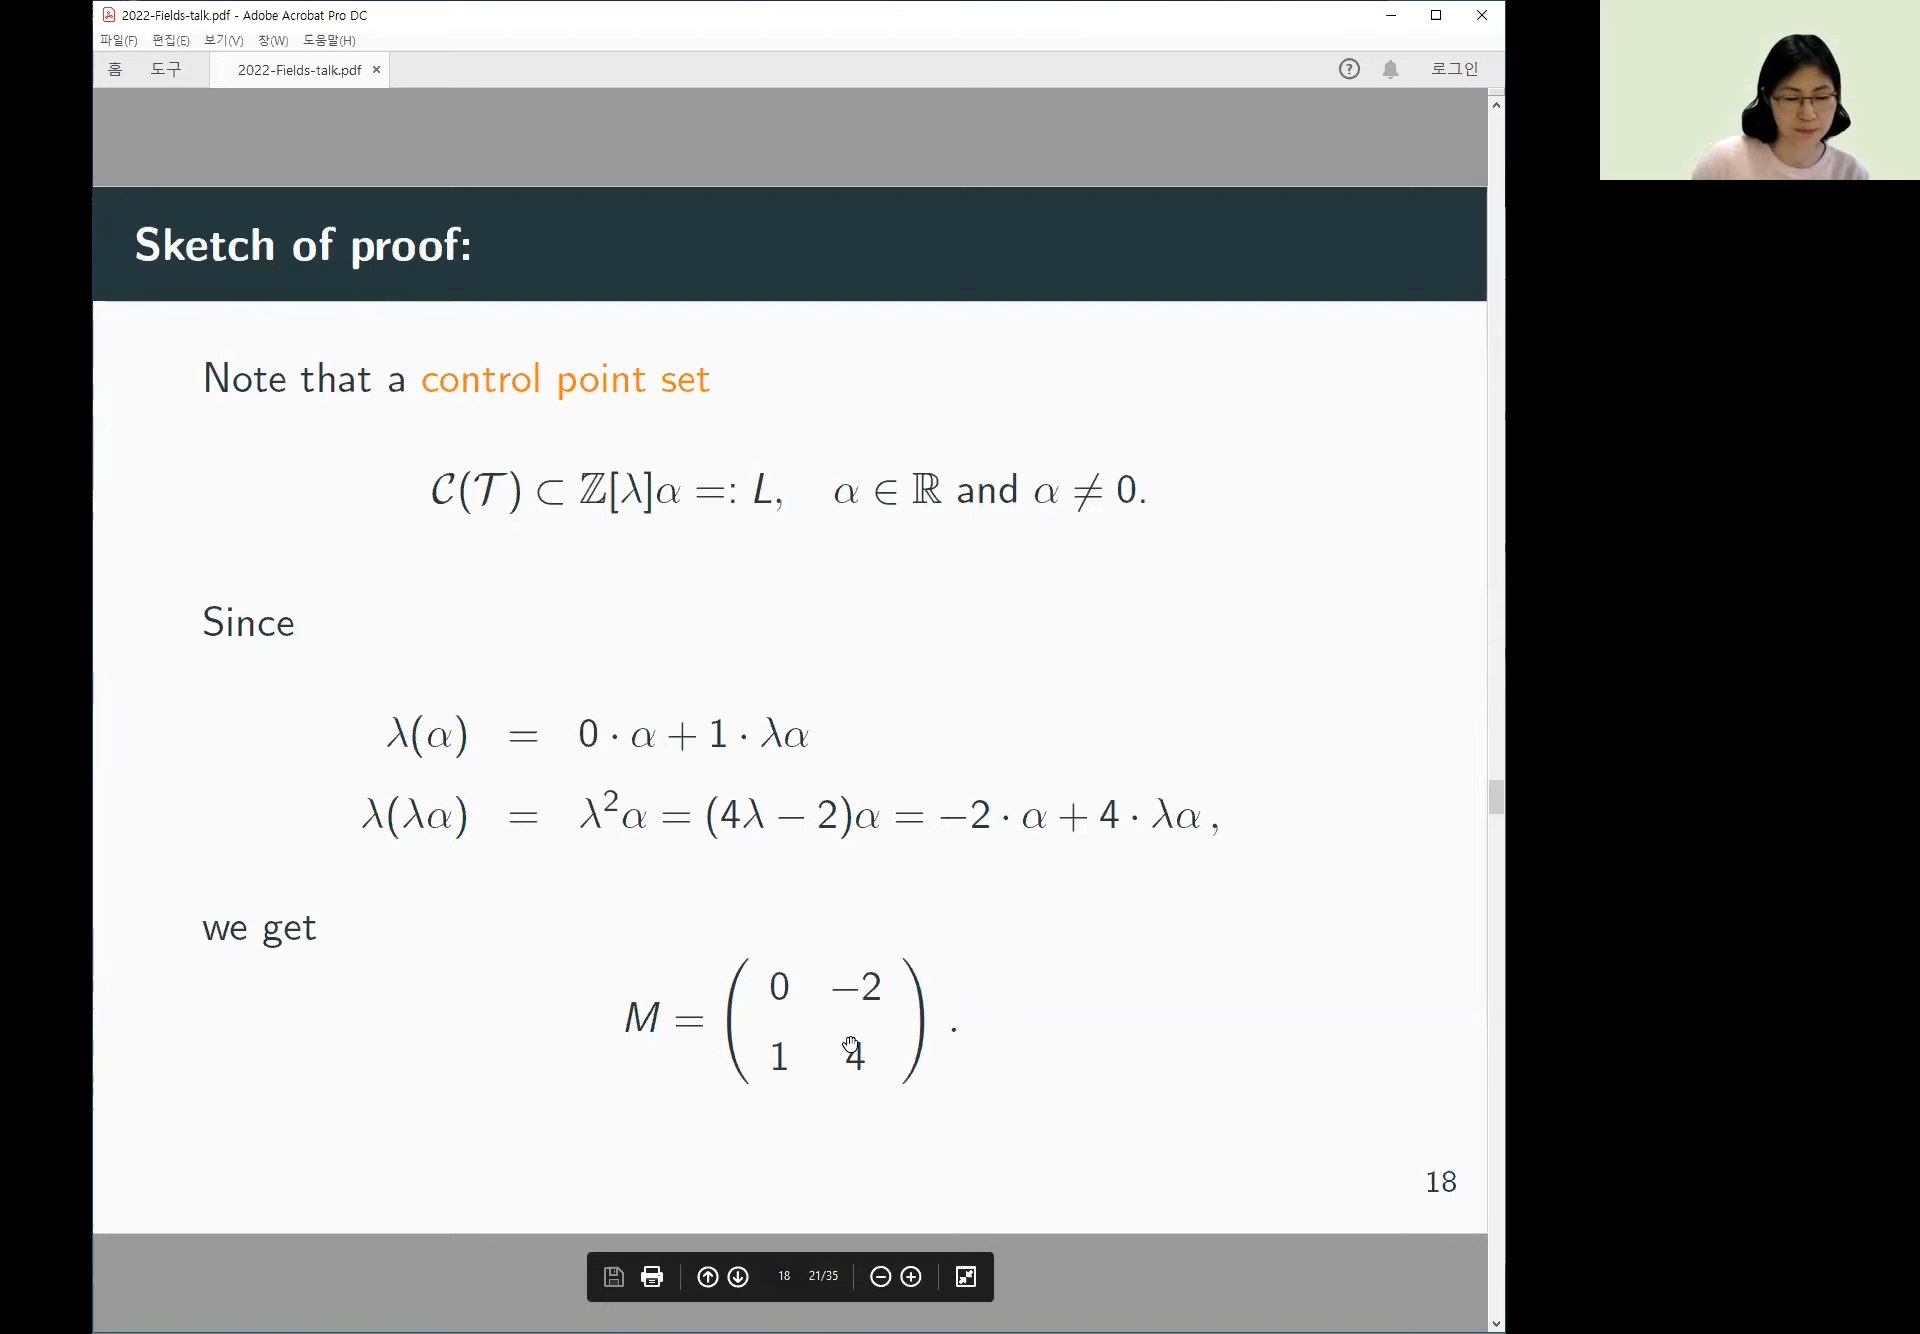 2022-Fields-talk.pdf - Adobe Acrobat Pro DC
파일(F) 편집(E) 보기(V) 창(W) 도움말(H)
홈 도구 2022-Fields-talk.pdf × ? 로그인
Sketch of proof:
Note that a control point set
𝒞(𝒯) ⊂ ℤ[λ]α =: L, α ∈ ℝ and α ≠ 0.
Since
λ(α) = 0 · α + 1 · λα
λ(λα) = λ²α = (4λ − 2)α = −2 · α + 4 · λα ,
we get
M = ( 0 −2
1 4 ) .
18
18 21/35